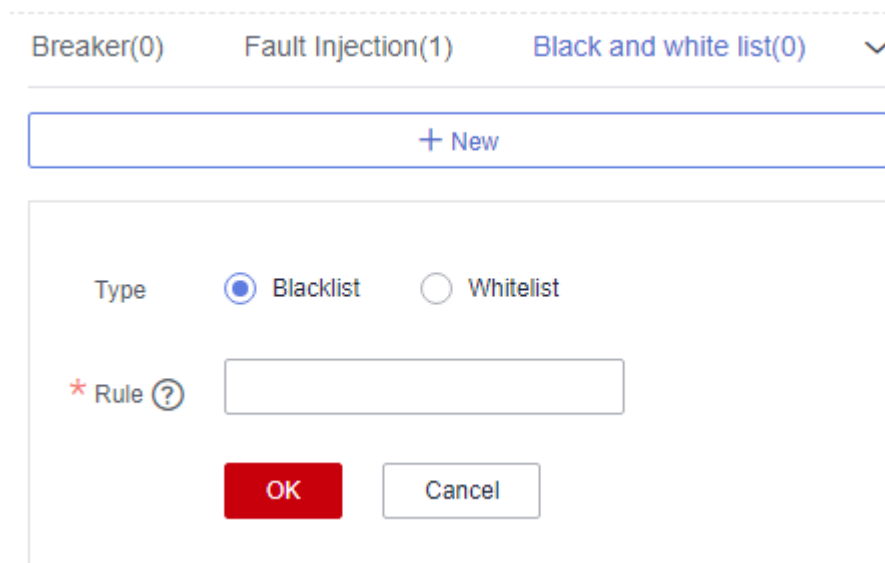 Breaker(0) Fault Injection(1) Black and white list(0)
+ New
Type Blacklist Whitelist
* Rule ?
OK Cancel